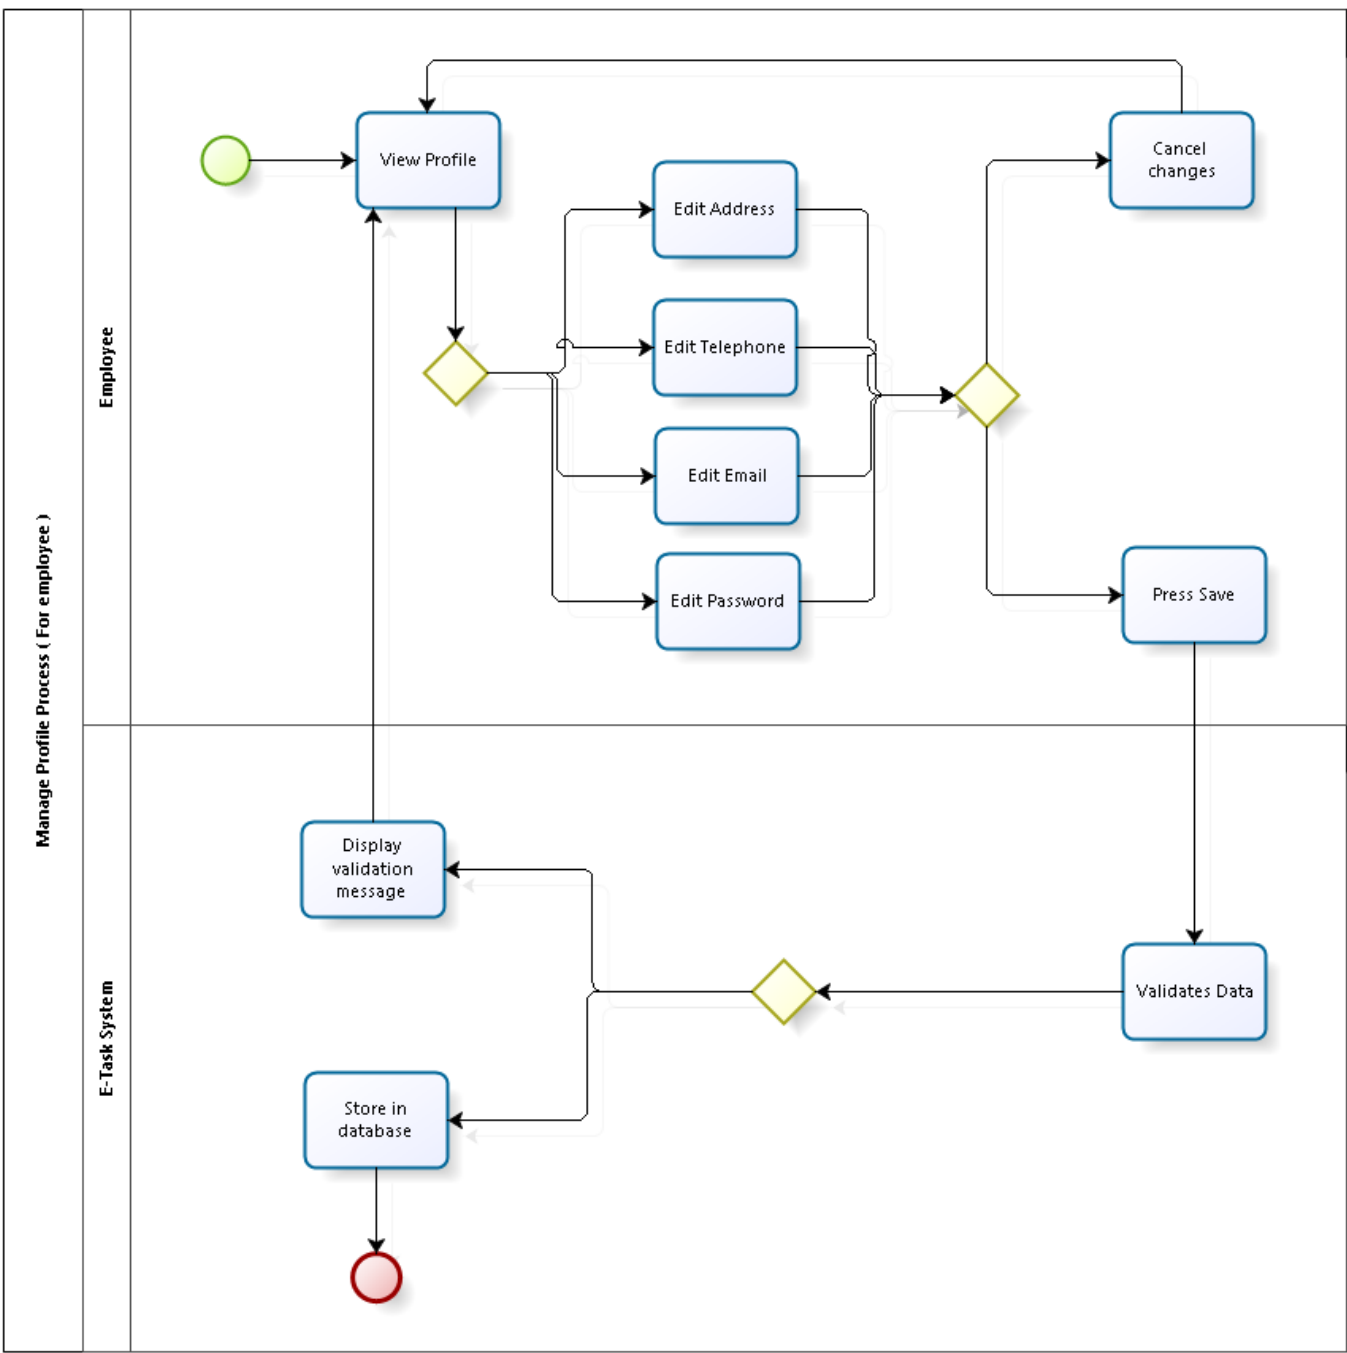 Manage Profile Process ( For employee )
Employee
View Profile
Edit Address
Edit Telephone
Edit Email
Edit Password
Cancel
changes
Press Save
E-Task System
Display
validation
message
Validates Data
Store in
database